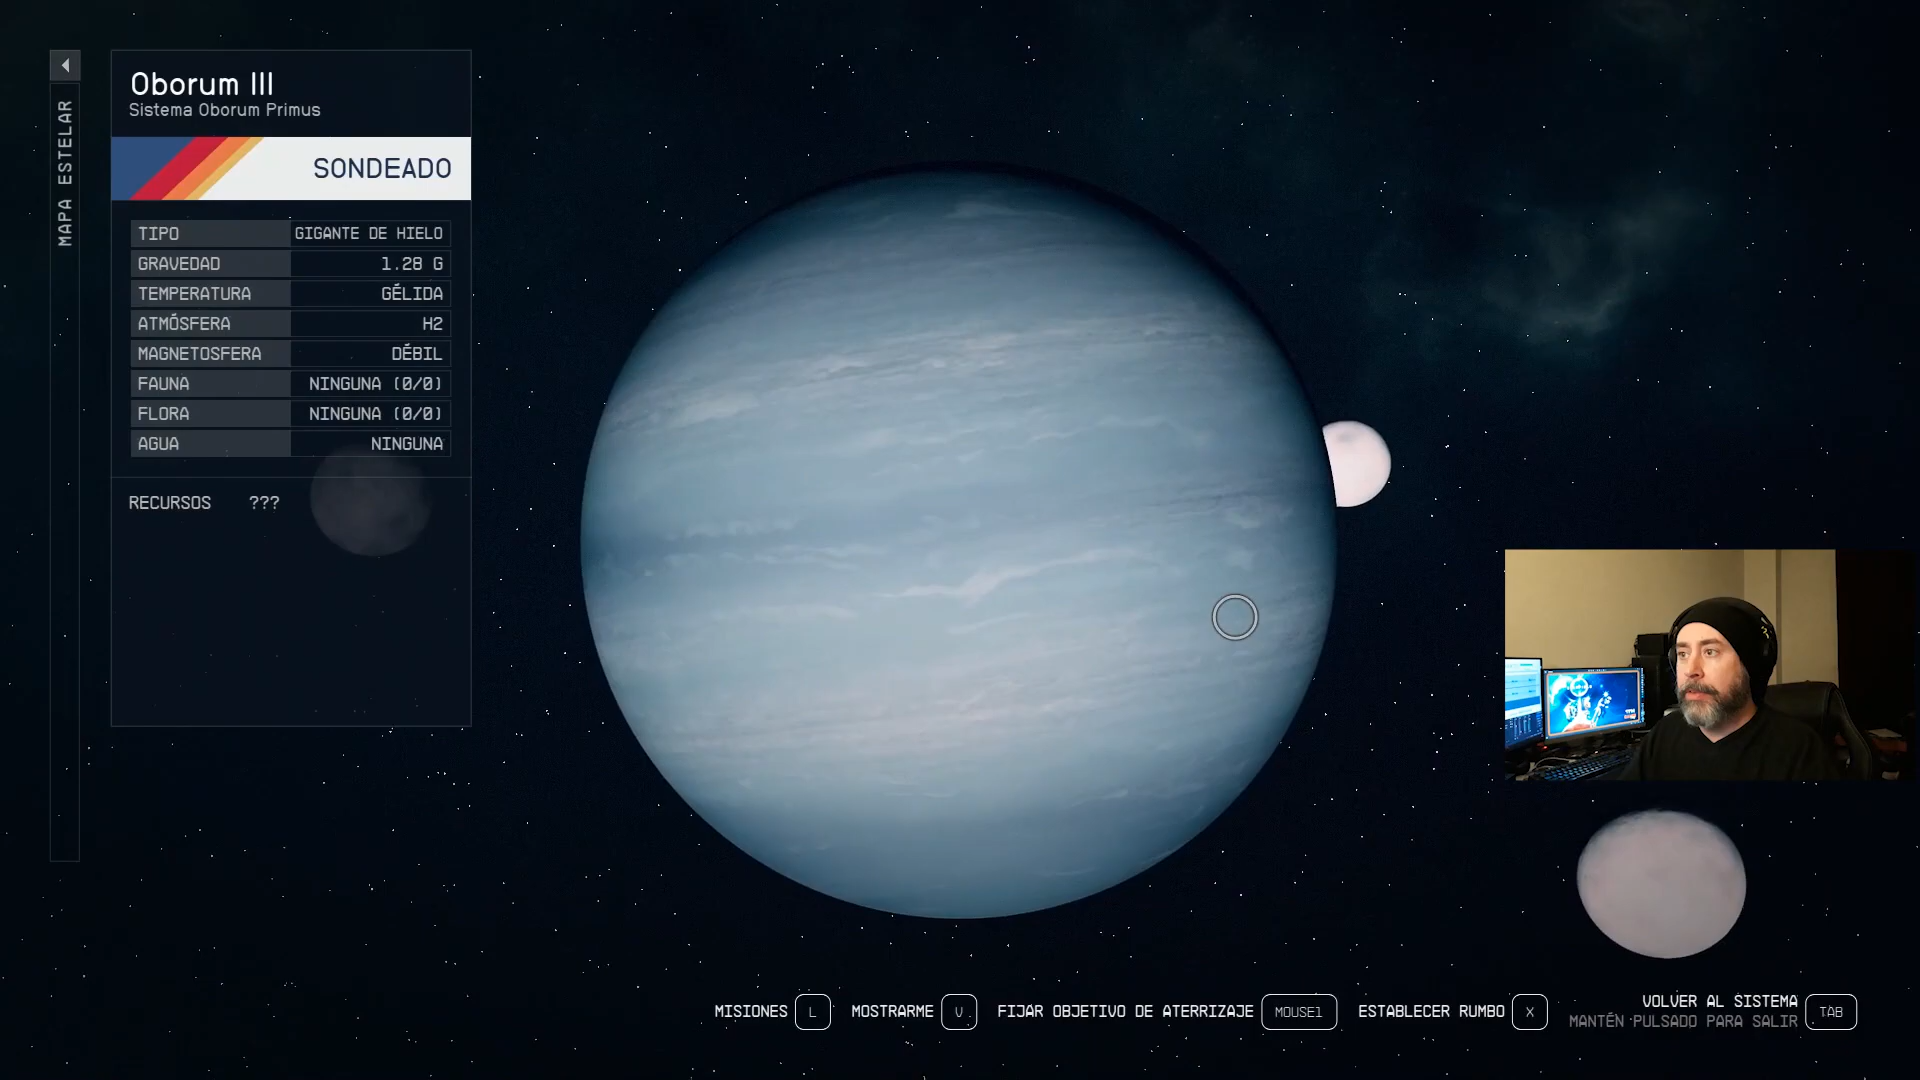 MAPA ESTELAR
Oborum III
Sistema Oborum Primus
SONDEADO
TIPO GIGANTE DE HIELO
GRAVEDAD 1.28 G
TEMPERATURA GÉLIDA
ATMÓSFERA H2
MAGNETOSFERA DÉBIL
FAUNA NINGUNA (0/0)
FLORA NINGUNA (0/0)
AGUA NINGUNA
RECURSOS ???
MISIONES L MOSTRARME V FIJAR OBJETIVO DE ATERRIZAJE MOUSE1 ESTABLECER RUMBO X VOLVER AL SISTEMA TAB
MANTÉN PULSADO PARA SALIR